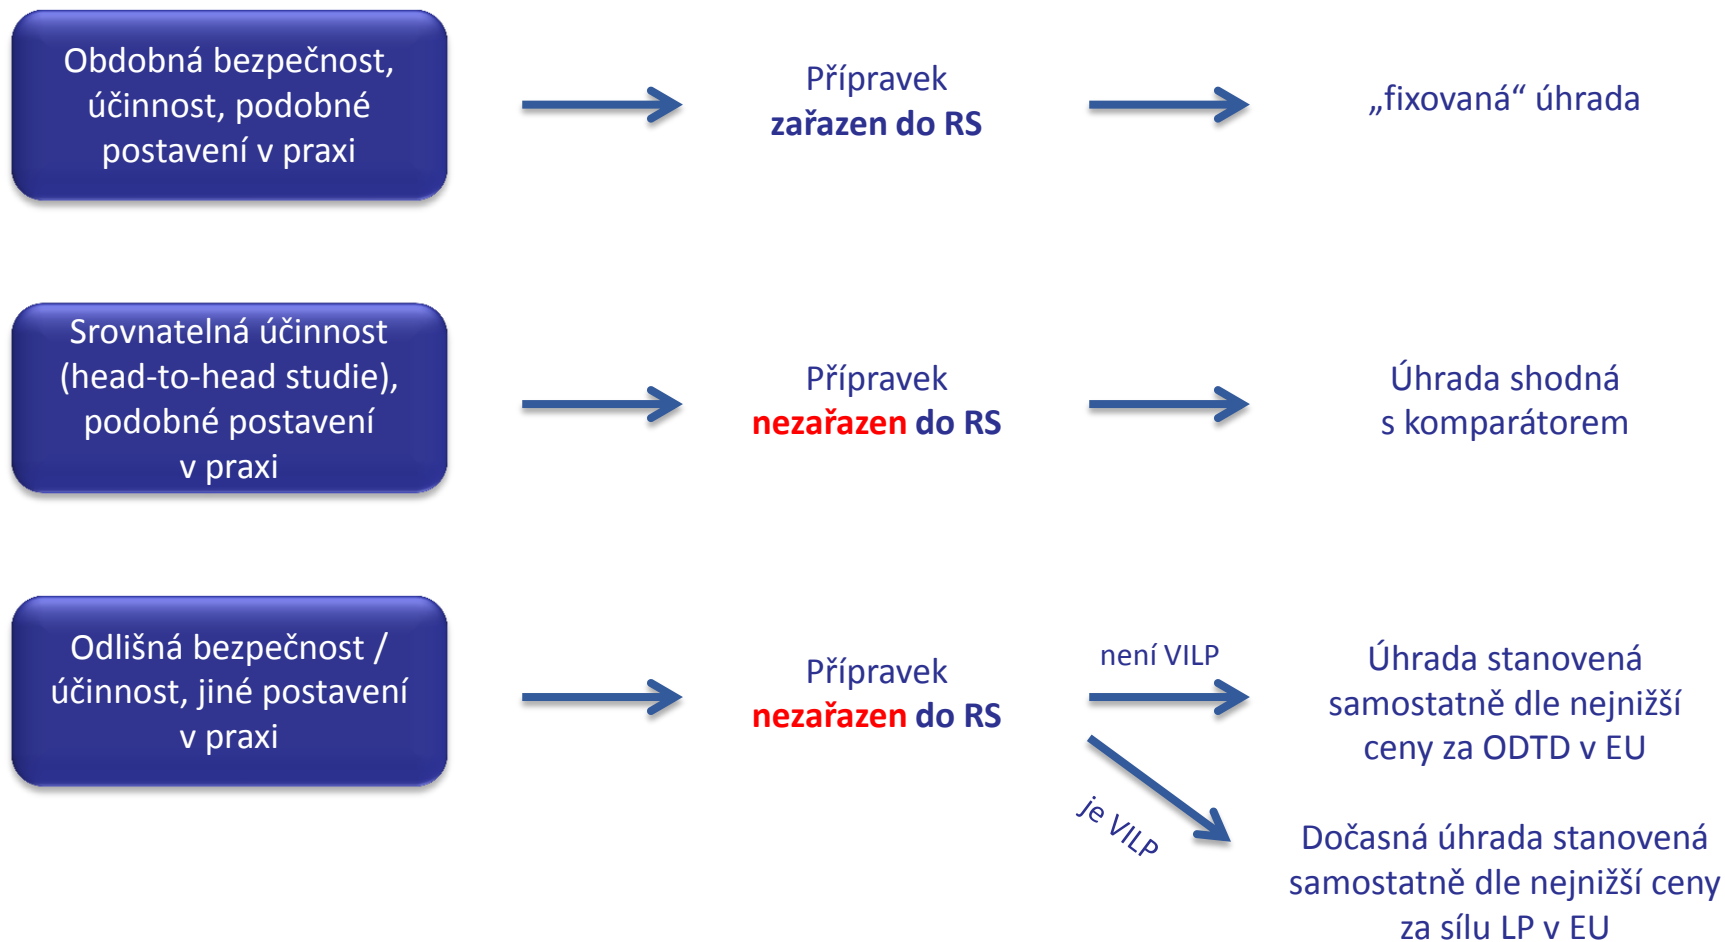 Obdobná bezpečnost,
účinnost, podobné
postavení v praxi
Přípravek
zařazen do RS
„fixovaná“ úhrada
Srovnatelná účinnost
(head-to-head studie),
podobné postavení
v praxi
Přípravek
nezařazen do RS
Úhrada shodná
s komparátorem
Odlišná bezpečnost /
účinnost, jiné postavení
v praxi
Přípravek
nezařazen do RS
není VILP
Úhrada stanovená
samostatně dle nejnižší
ceny za ODTD v EU
je VILP
Dočasná úhrada stanovená
samostatně dle nejnižší ceny
za sílu LP v EU